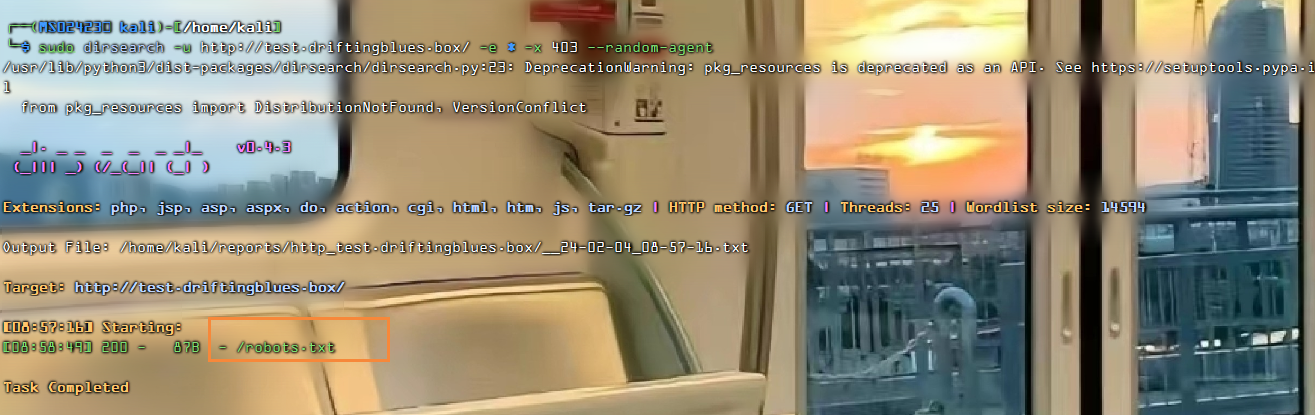 ┌──(MS02423㉿ kali)-[/home/kali]
└─$ sudo dirsearch -u http://test.driftingblues.box/ -e * -x 403 --random-agent
/usr/lib/python3/dist-packages/dirsearch/dirsearch.py:23: DeprecationWarning: pkg_resources is deprecated as an API. See https://setuptools.pypa.i
l
from pkg_resources import DistributionNotFound, VersionConflict
_|. _ _ _ _ _ _|_ v0.4.3
(_||| _) (/_(_|| (_| )
Extensions: php, jsp, asp, aspx, do, action, cgi, html, htm, js, tar.gz | HTTP method: GET | Threads: 25 | Wordlist size: 14594
Output File: /home/kali/reports/http_test.driftingblues.box/__24-02-04_08-57-16.txt
Target: http://test.driftingblues.box/
[08:57:16] Starting:
[08:58:49] 200 - 87B - /robots.txt
Task Completed